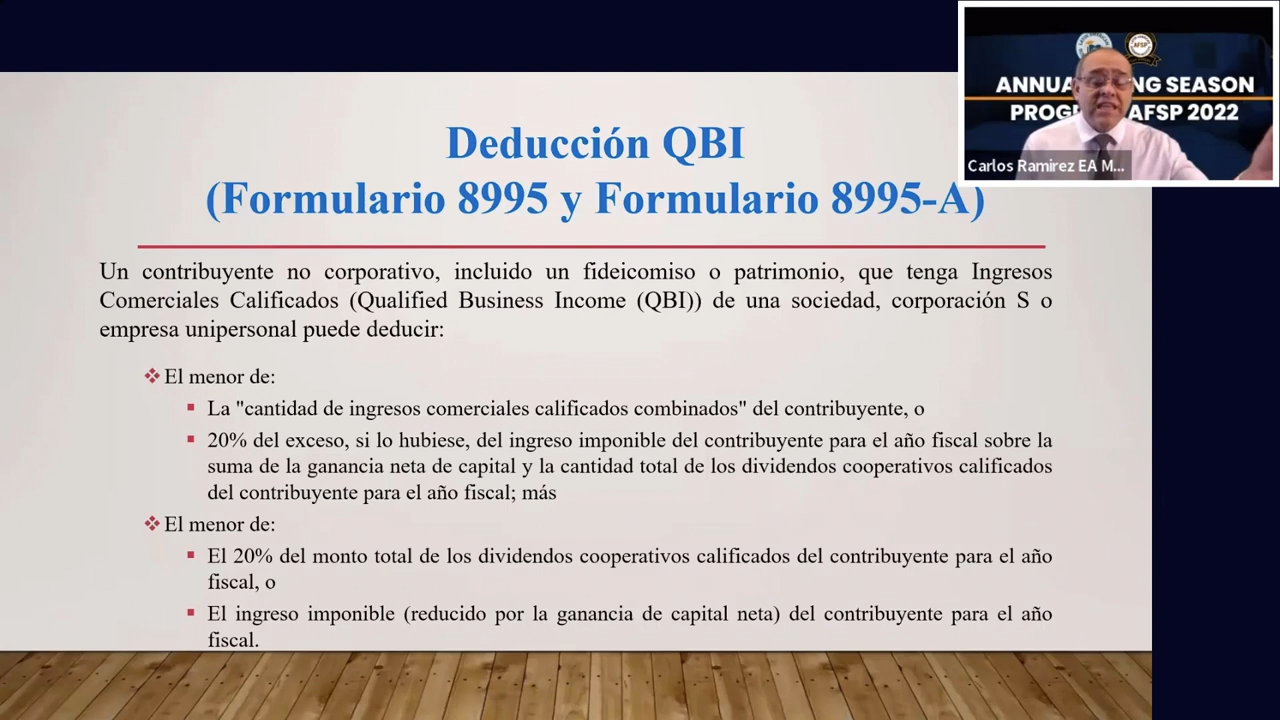 Deducción QBI
(Formulario 8995 y Formulario 8995-A)
Un contribuyente no corporativo, incluido un fideicomiso o patrimonio, que tenga Ingresos
Comerciales Calificados (Qualified Business Income (QBI)) de una sociedad, corporación S o
empresa unipersonal puede deducir:
El menor de:
La "cantidad de ingresos comerciales calificados combinados" del contribuyente, o
20% del exceso, si lo hubiese, del ingreso imponible del contribuyente para el año fiscal sobre la
suma de la ganancia neta de capital y la cantidad total de los dividendos cooperativos calificados
del contribuyente para el año fiscal; más
El menor de:
El 20% del monto total de los dividendos cooperativos calificados del contribuyente para el año
fiscal, o
El ingreso imponible (reducido por la ganancia de capital neta) del contribuyente para el año
fiscal.
AFSP
ANNUA NG SEASON
PROG AFSP 2022
Carlos Ramirez EA M...